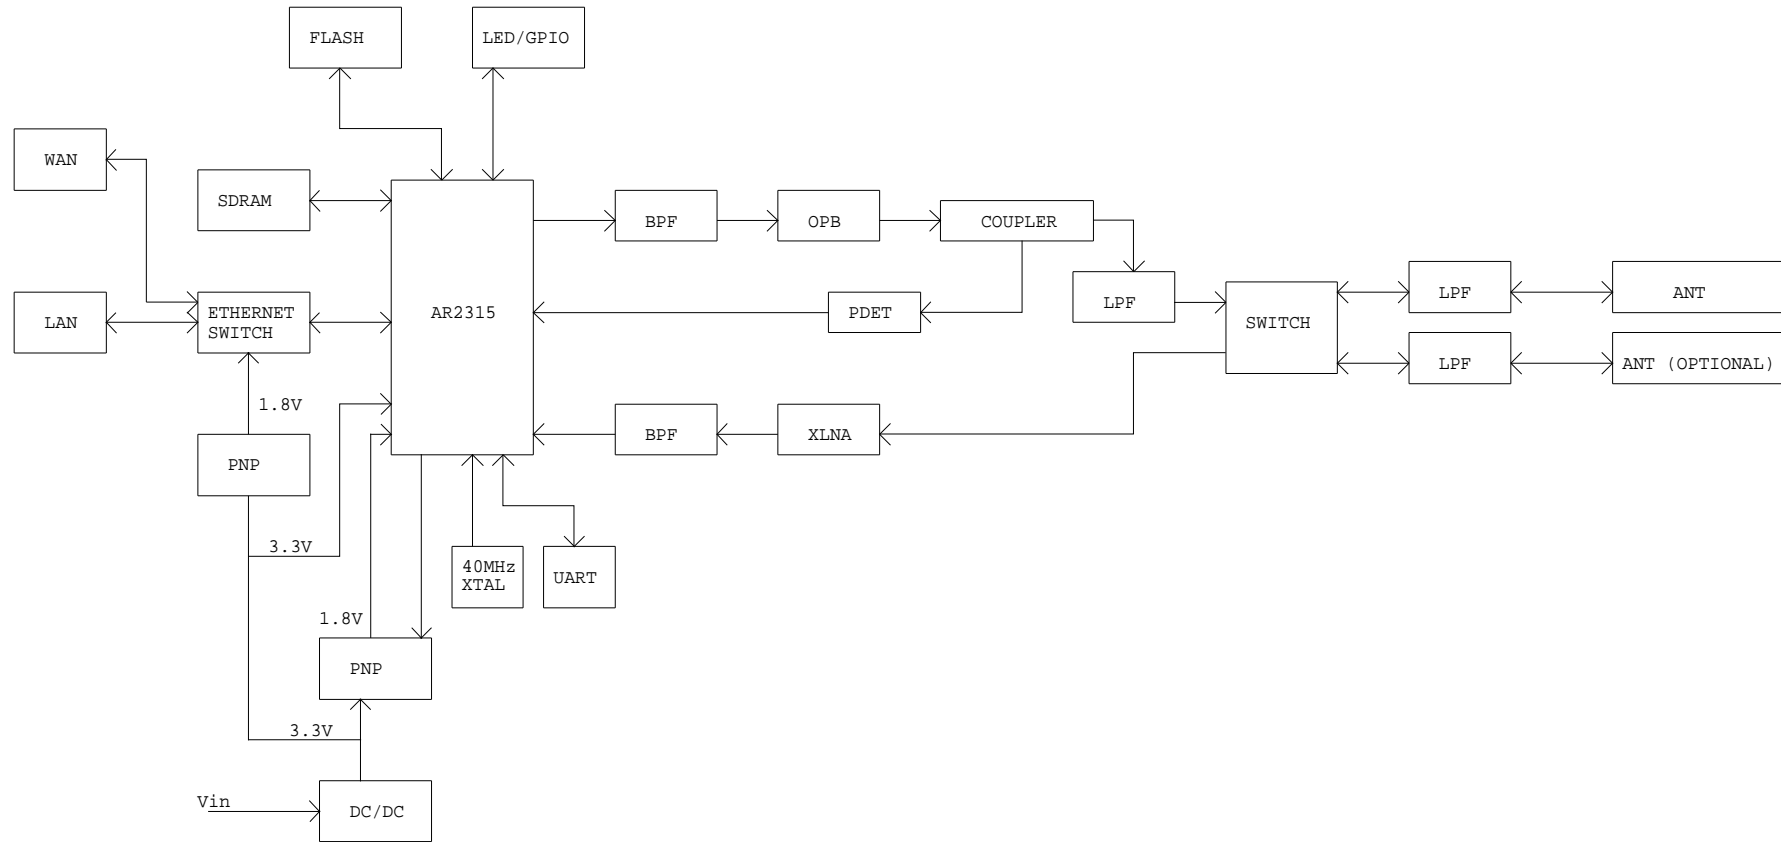 FLASH
LED/GPIO
WAN
SDRAM
BPF
OPB
COUPLER
LAN
ETHERNET
SWITCH
AR2315
PDET
LPF
SWITCH
LPF
ANT
LPF
ANT (OPTIONAL)
1.8V
PNP
BPF
XLNA
3.3V
40MHz
XTAL
UART
1.8V
PNP
3.3V
Vin
DC/DC